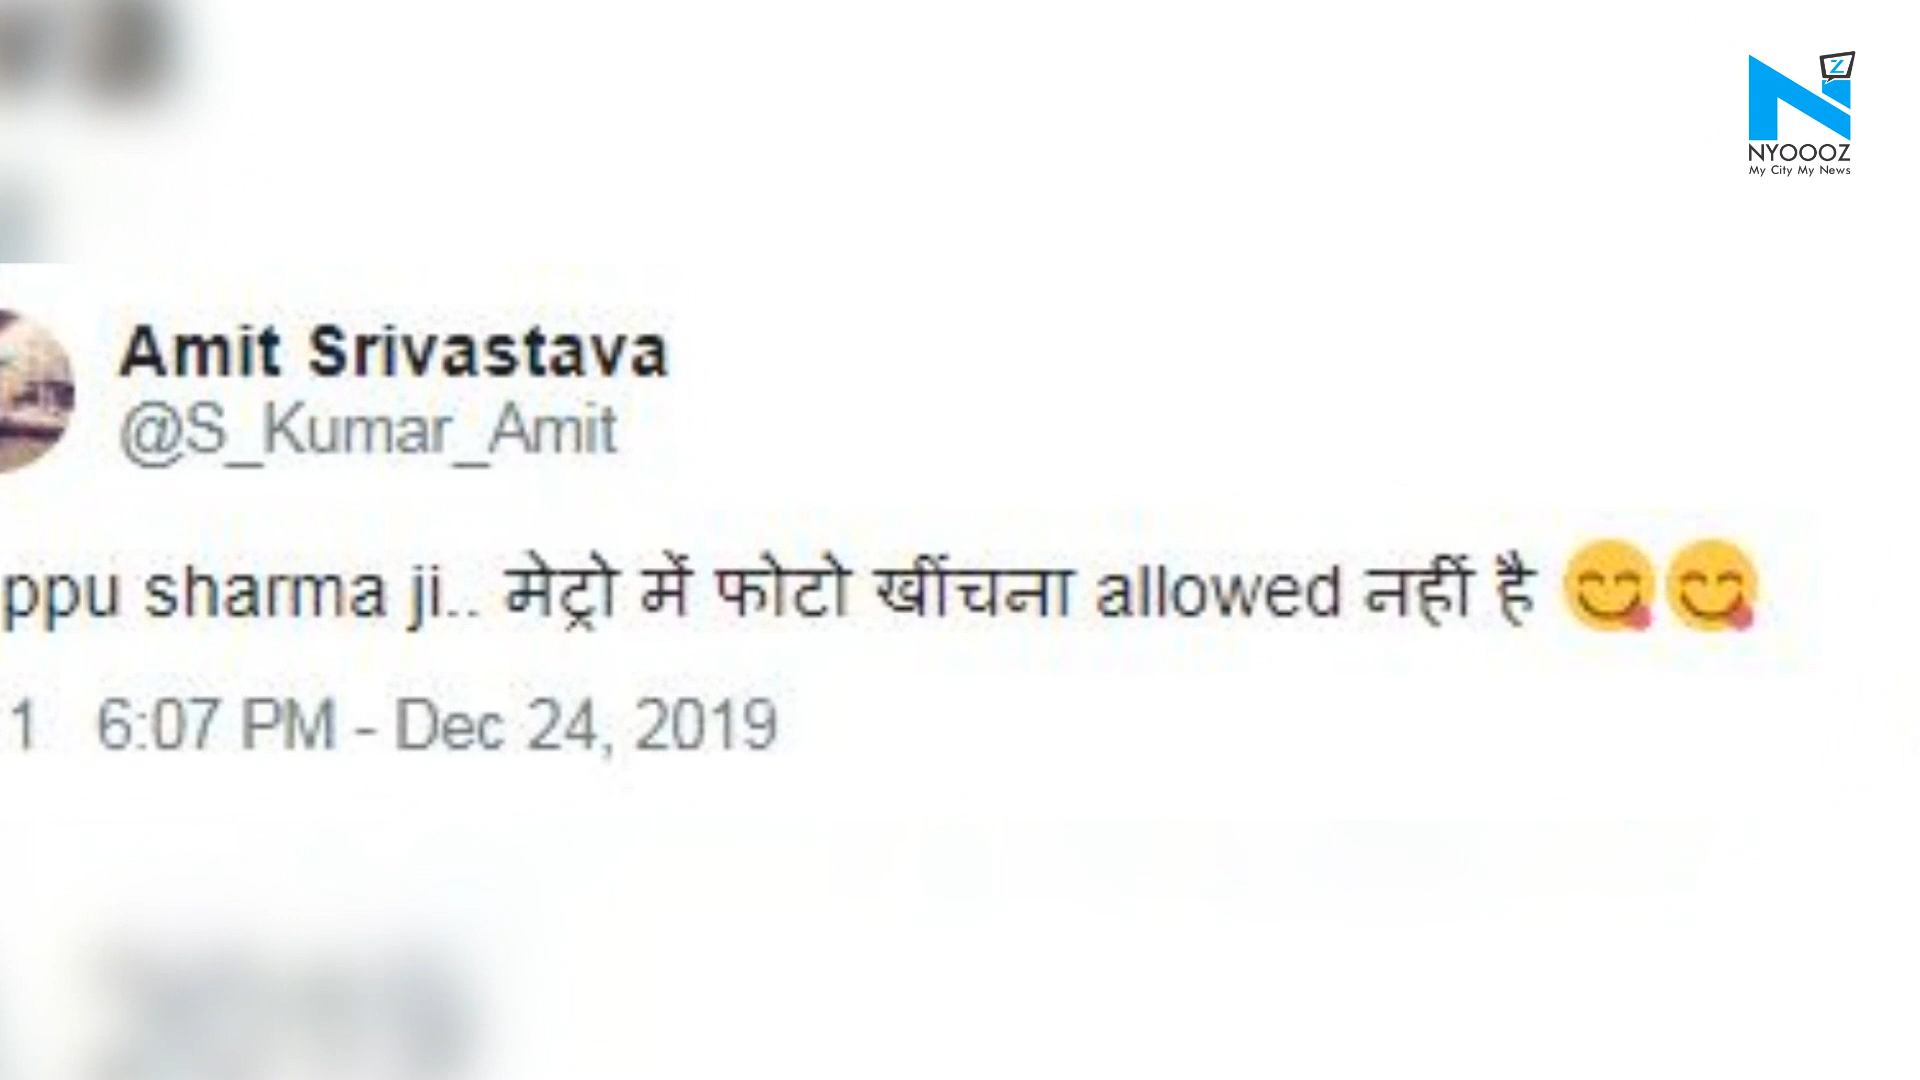 Z
NYOOOZ
My City My News
Amit Srivastava
@S_Kumar_Amit
ppu sharma ji.. मेट्रो में फोटो खींचना allowed नहीं है 😋😋
1 6:07 PM - Dec 24, 2019